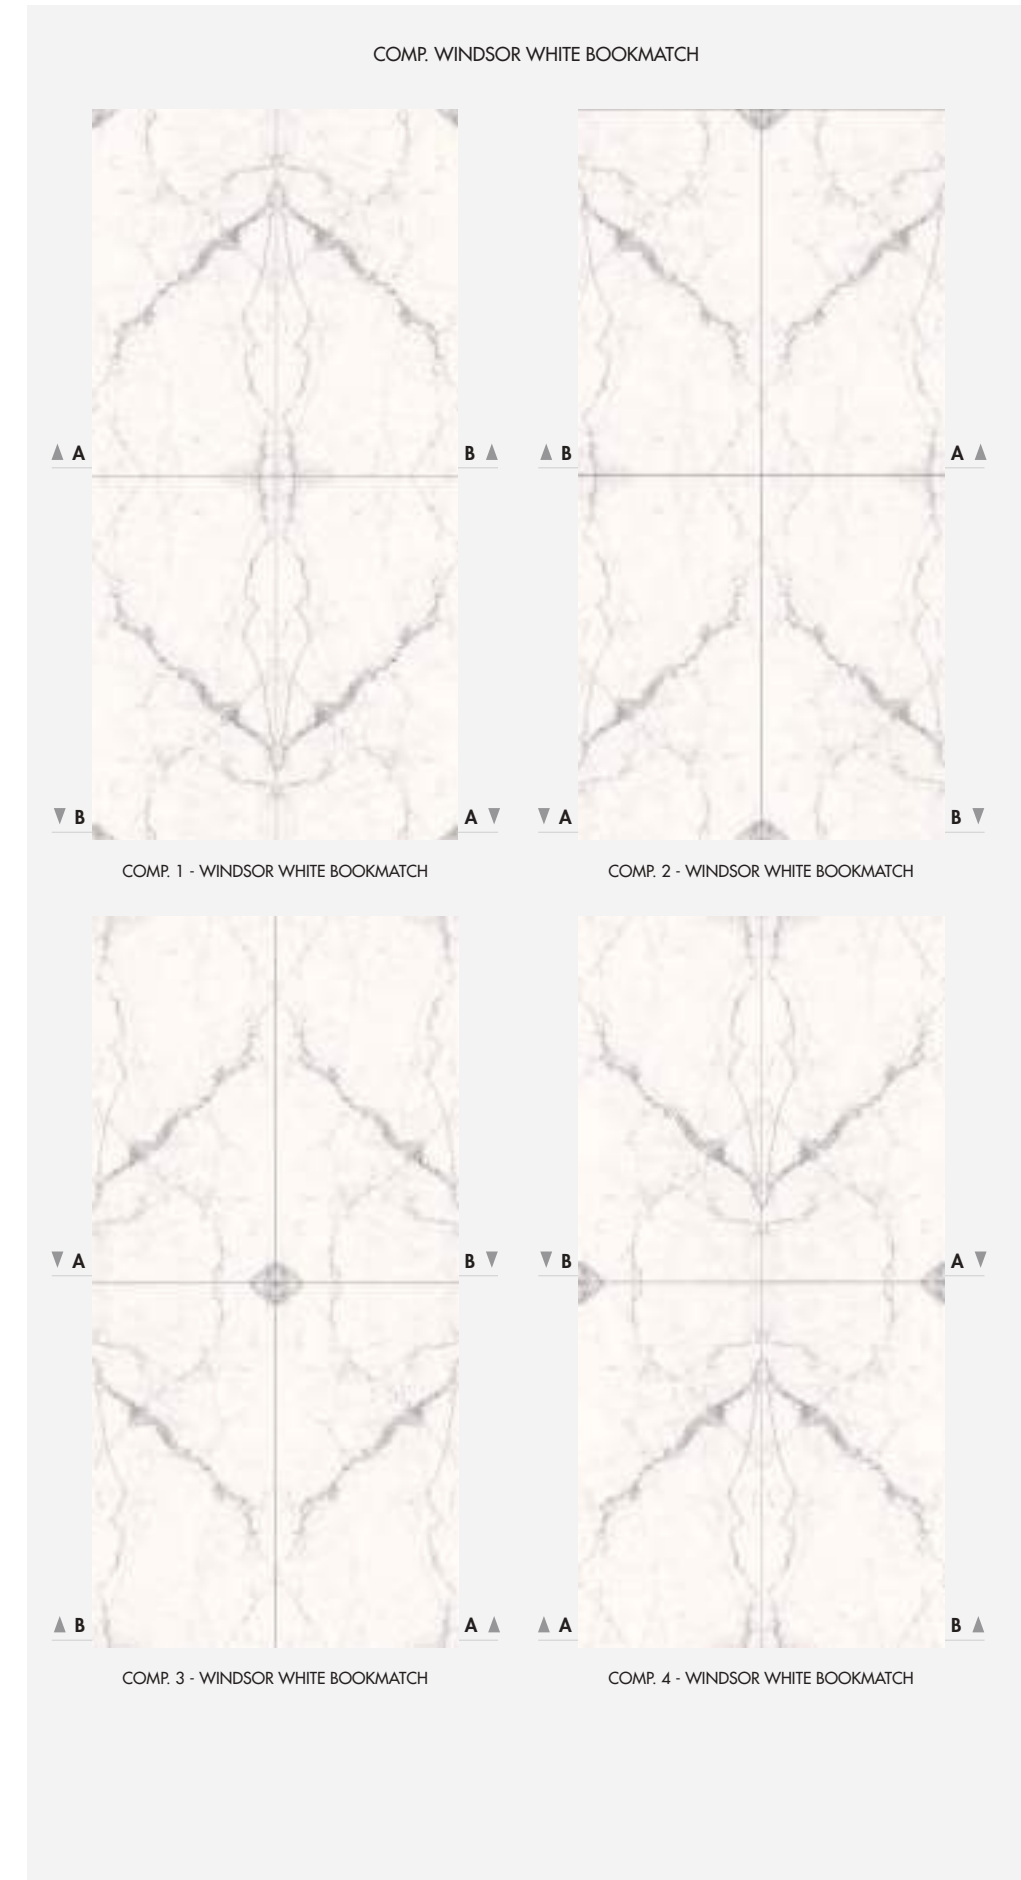 COMP. WINDSOR WHITE BOOKMATCH
▲ A B ▲
▲ B A ▲
▼ B A ▼
▼ A B ▼
COMP. 1 - WINDSOR WHITE BOOKMATCH
COMP. 2 - WINDSOR WHITE BOOKMATCH
▼ A B ▼
▼ B A ▼
▲ B A ▲
▲ A B ▲
COMP. 3 - WINDSOR WHITE BOOKMATCH
COMP. 4 - WINDSOR WHITE BOOKMATCH